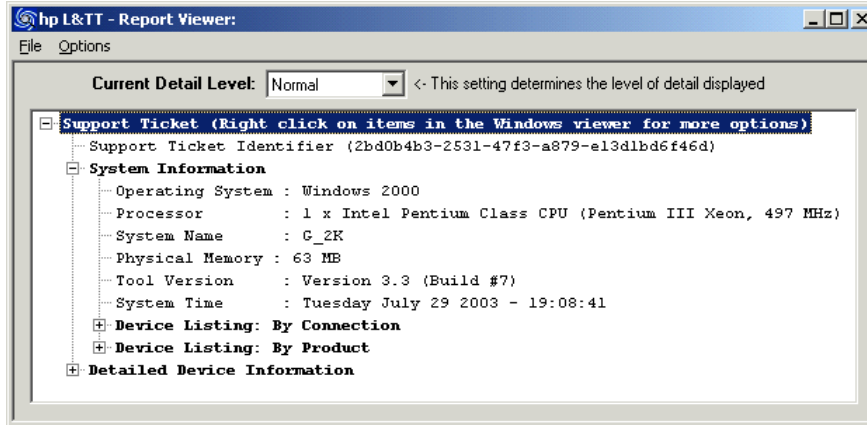 hp L&TT - Report Viewer:
File Options
Current Detail Level: Normal <- This setting determines the level of detail displayed
Support Ticket (Right click on items in the Windows viewer for more options)
Support Ticket Identifier (2bd0b4b3-2531-47f3-a879-e13d1bd6f46d)
System Information
Operating System : Windows 2000
Processor : 1 x Intel Pentium Class CPU (Pentium III Xeon, 497 MHz)
System Name : G_2K
Physical Memory : 63 MB
Tool Version : Version 3.3 (Build #7)
System Time : Tuesday July 29 2003 - 19:08:41
Device Listing: By Connection
Device Listing: By Product
Detailed Device Information